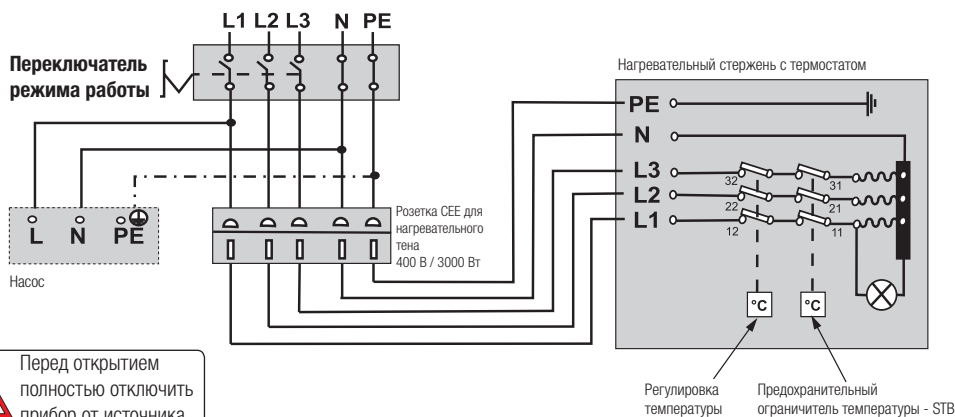 L1 L2 L3 N PE
Переключатель
режима работы
Нагревательный стержень с термостатом
PE
N
L3
L2
L1
32
31
22
21
12
11
°C
°C
L N PE
Насос
Розетка CEE для
нагревательного
тена
400 В / 3000 Вт
Перед открытием
полностью отключить
прибор от источника
Регулировка
температуры
Предохранительный
ограничитель температуры - STB